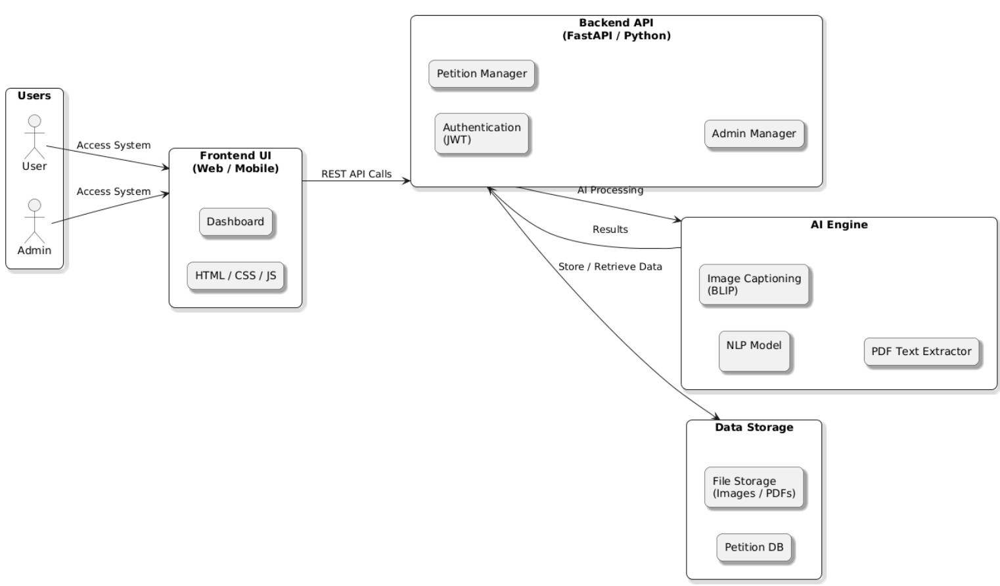 Users
User
Admin
Access System
Access System
Frontend UI
(Web / Mobile)
Dashboard
HTML / CSS / JS
REST API Calls
Backend API
(FastAPI / Python)
Petition Manager
Authentication
(JWT)
Admin Manager
AI Processing
Results
Store / Retrieve Data
AI Engine
Image Captioning
(BLIP)
NLP Model
PDF Text Extractor
Data Storage
File Storage
(Images / PDFs)
Petition DB